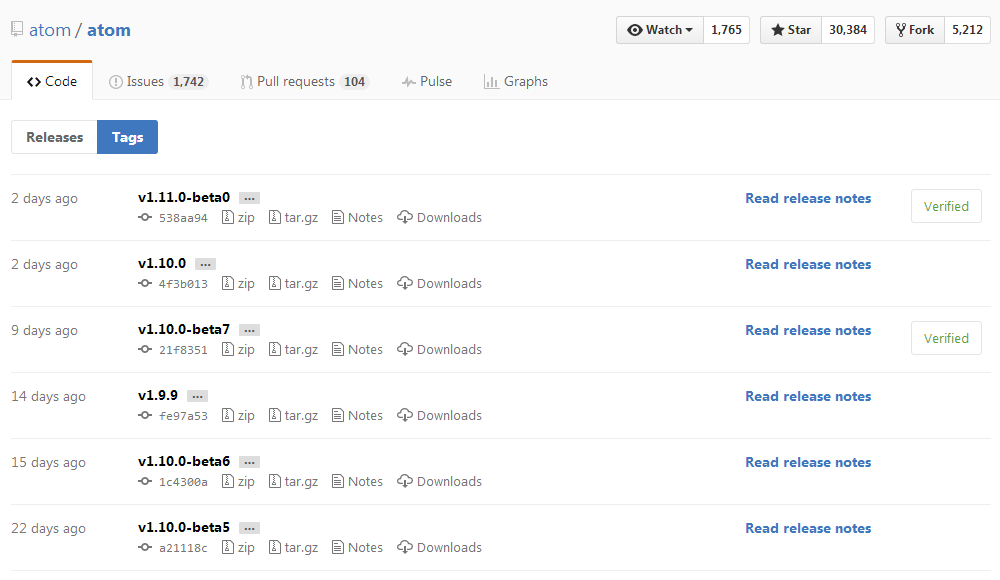 atom / atom Watch 1,765 Star 30,384 Fork 5,212
Code Issues 1,742 Pull requests 104 Pulse Graphs
Releases Tags
2 days ago v1.11.0-beta0 ... Read release notes Verified
538aa94 zip tar.gz Notes Downloads
2 days ago v1.10.0 ... Read release notes
4f3b013 zip tar.gz Notes Downloads
9 days ago v1.10.0-beta7 ... Read release notes Verified
21f8351 zip tar.gz Notes Downloads
14 days ago v1.9.9 ... Read release notes
fe97a53 zip tar.gz Notes Downloads
15 days ago v1.10.0-beta6 ... Read release notes
1c4300a zip tar.gz Notes Downloads
22 days ago v1.10.0-beta5 ... Read release notes
a21118c zip tar.gz Notes Downloads